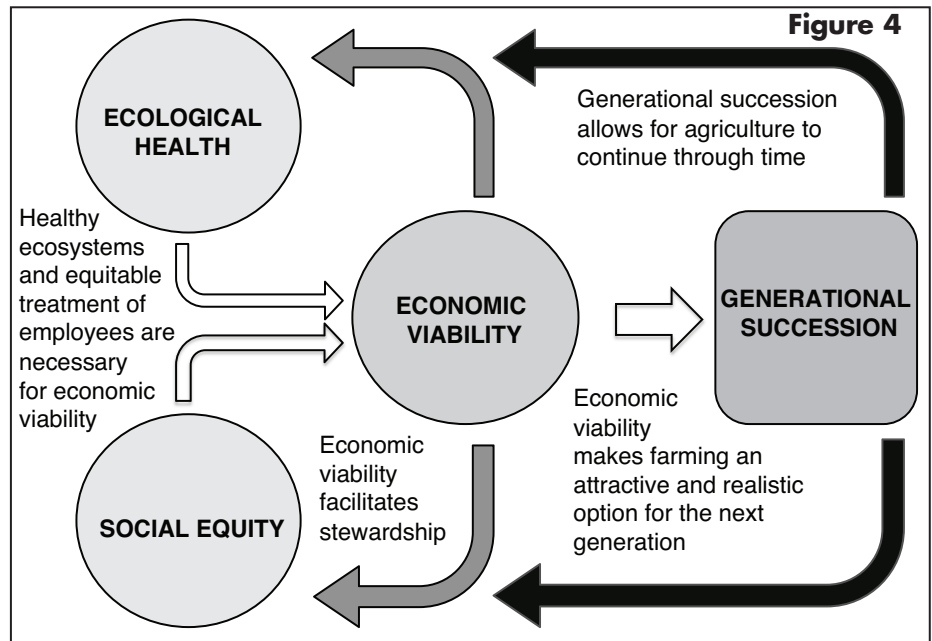 Figure 4
ECOLOGICAL
HEALTH
Generational succession
allows for agriculture to
continue through time
Healthy
ecosystems
and equitable
treatment of
employees are
necessary
for economic
viability
ECONOMIC
VIABILITY
GENERATIONAL
SUCCESSION
SOCIAL EQUITY
Economic
viability
facilitates
stewardship
Economic
viability
makes farming an
attractive and realistic
option for the next
generation